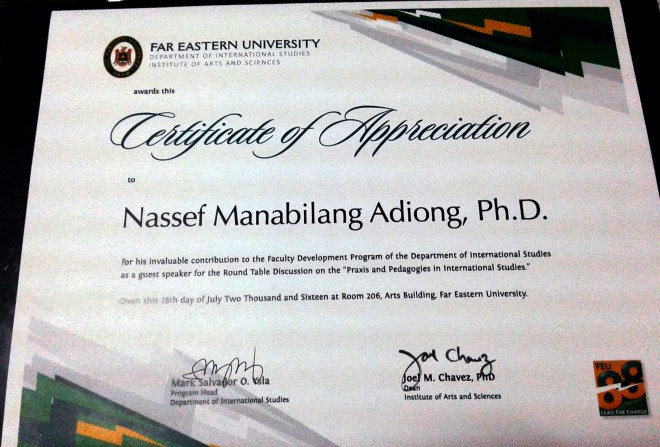 FAR EASTERN UNIVERSITY
DEPARTMENT OF INTERNATIONAL STUDIES
INSTITUTE OF ARTS AND SCIENCES
awards this
Certificate of Appreciation
to
Nassef Manabilang Adiong, Ph.D.
for his invaluable contribution to the Faculty Development Program of the Department of International Studies
as a guest speaker for the Round Table Discussion on the "Praxis and Pedagogies in International Studies."
Given this 28th day of July Two Thousand and Sixteen at Room 206, Arts Building, Far Eastern University.
Mark Salvador O.
Program Head
Department of International Studies
Joel Chavez
Joel M. Chavez, PhD
Dean
Institute of Arts and Sciences
FEU
88
LEAD THE CHARGE